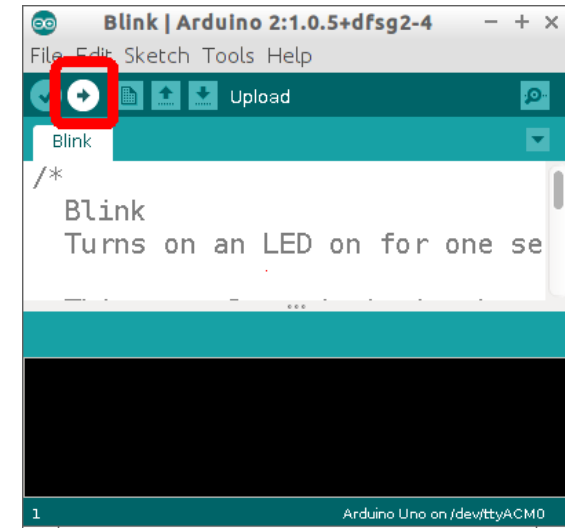 Blink | Arduino 2:1.0.5+dfsg2-4
File Edit Sketch Tools Help
Upload
Blink
/*
Blink
Turns on an LED on for one se
1
Arduino Uno on /dev/ttyACM0